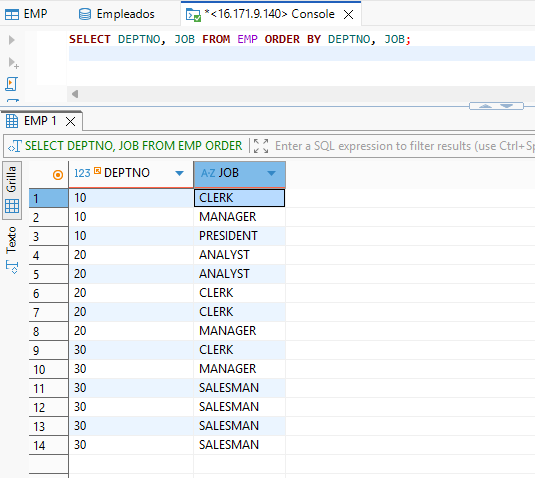 EMP Empleados *<16.171.9.140> Console
SELECT DEPTNO, JOB FROM EMP ORDER BY DEPTNO, JOB;
EMP 1
SELECT DEPTNO, JOB FROM EMP ORDER Enter a SQL expression to filter results (use Ctrl+Sp
Grilla
Texto
123 DEPTNO A-Z JOB
1 10 CLERK
2 10 MANAGER
3 10 PRESIDENT
4 20 ANALYST
5 20 ANALYST
6 20 CLERK
7 20 CLERK
8 20 MANAGER
9 30 CLERK
10 30 MANAGER
11 30 SALESMAN
12 30 SALESMAN
13 30 SALESMAN
14 30 SALESMAN